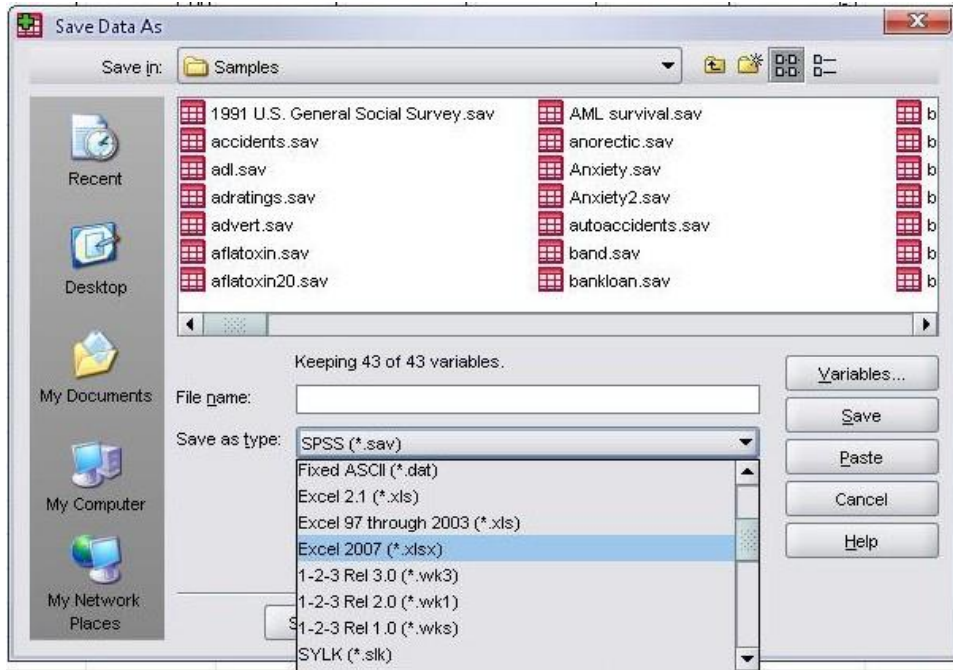 Save Data As
Save in: Samples
1991 U.S. General Social Survey.sav
accidents.sav
adl.sav
adratings.sav
advert.sav
aflatoxin.sav
aflatoxin20.sav
AML survival.sav
anorectic.sav
Anxiety.sav
Anxiety2.sav
autoaccidents.sav
band.sav
bankloan.sav
b
b
b
b
b
b
b
Recent
Desktop
My Documents
My Computer
My Network
Places
Keeping 43 of 43 variables.
File name:
Save as type: SPSS (*.sav)
Fixed ASCII (*.dat)
Excel 2.1 (*.xls)
Excel 97 through 2003 (*.xls)
Excel 2007 (*.xlsx)
1-2-3 Rel 3.0 (*.wk3)
1-2-3 Rel 2.0 (*.wk1)
1-2-3 Rel 1.0 (*.wks)
SYLK (*.slk)
Variables...
Save
Paste
Cancel
Help